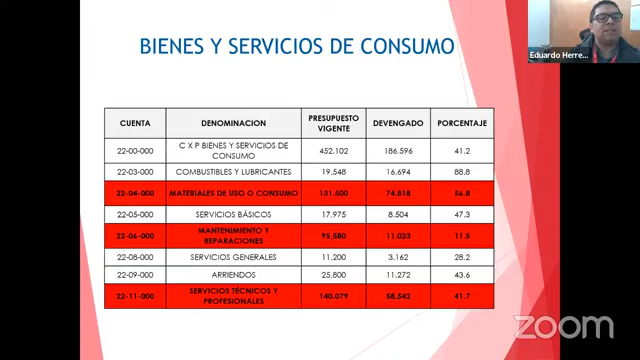 BIENES Y SERVICIOS DE CONSUMO
Eduardo Herre...
CUENTA DENOMINACION PRESUPUESTO VIGENTE DEVENGADO PORCENTAJE
22-00-000 C X P BIENES Y SERVICIOS DE CONSUMO 452.102 186.596 41.2
22-03-000 COMBUSTIBLES Y LUBRICANTES 19.548 16.694 88.8
22-04-000 MATERIALES DE USO O CONSUMO 131.500 74.818 56.8
22-05-000 SERVICIOS BÁSICOS 17,975 8.504 47.3
22-06-000 MANTENIMIENTO Y REPARACIONES 95,580 11.023 11.5
22-08-000 SERVICIOS GENERALES 11,200 3.162 28.2
22-09-000 ARRIENDOS 25,800 11.272 43.6
22-11-000 SERVICIOS TÉCNICOS Y PROFESIONALES 140.079 58.542 41.7
zoom